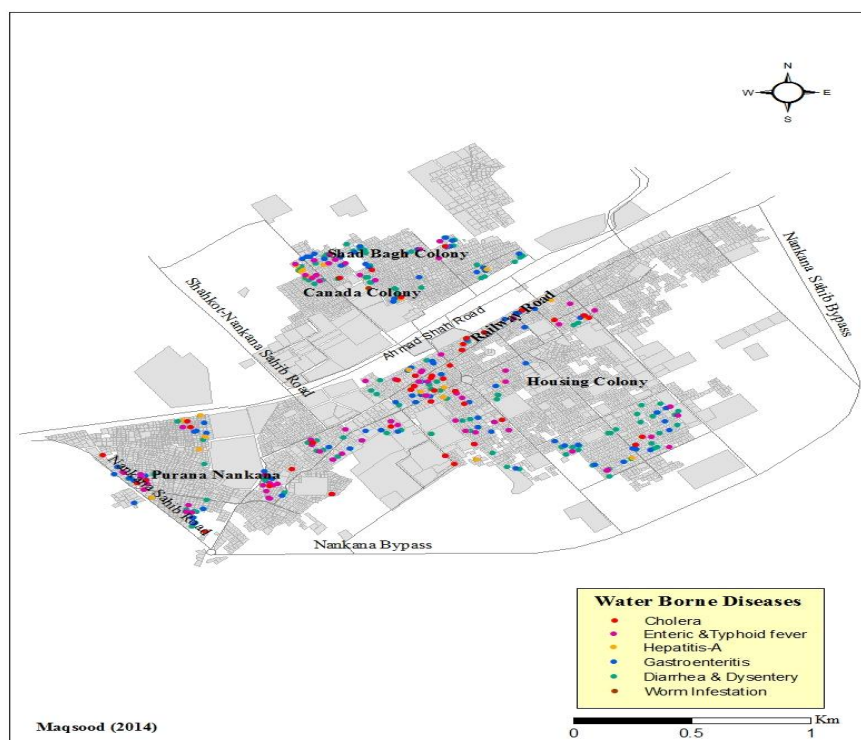 N
W E
S
Shad Bagh Colony
Canada Colony
Shahkot-Nankana Sahib Road
Ahmad Shah Road
Railway Road
Nankana Sahib Bypass
Housing Colony
Purana Nankana
Nankana Sahib Road
Nankana Bypass
Water Borne Diseases
Cholera
Enteric &Typhoid fever
Hepatitis-A
Gastroenteritis
Diarrhea & Dysentery
Worm Infestation
Maqsood (2014)
Km
0 0.5 1